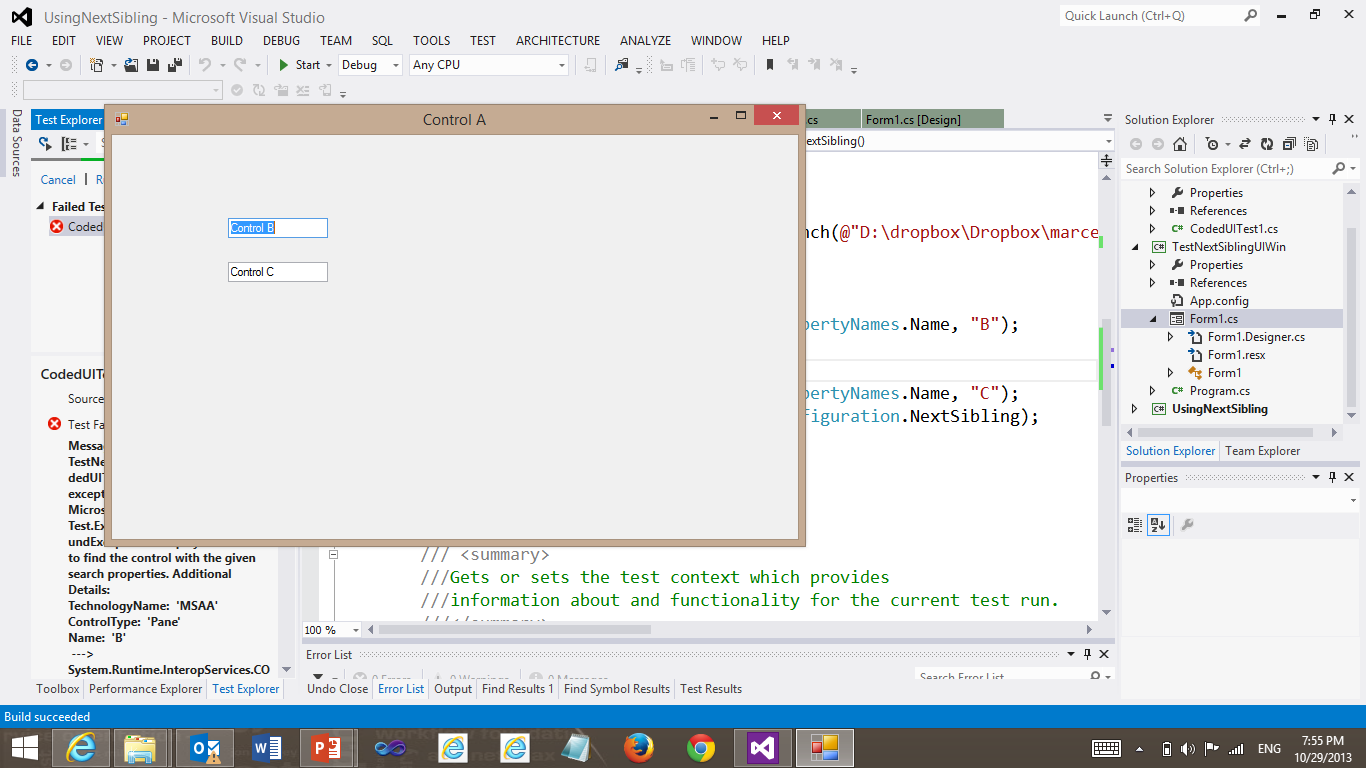 UsingNextSibling - Microsoft Visual Studio
Quick Launch (Ctrl+Q)
FILE EDIT VIEW PROJECT BUILD DEBUG TEAM SQL TOOLS TEST ARCHITECTURE ANALYZE WINDOW HELP
Start Debug Any CPU
Data Sources
Test Explorer
Control A
.cs
Form1.cs [Design]
Solution Explorer
extSibling()
Search Solution Explorer (Ctrl+;)
Cancel R
Failed Tes
Coded
Control B
Control C
nch(@"D:\dropbox\Dropbox\marce
pertyNames.Name, "B");
pertyNames.Name, "C");
figuration.NextSibling);
Properties
References
CodedUITest1.cs
TestNextSiblingUIWin
Properties
References
App.config
Form1.cs
Form1.Designer.cs
Form1.resx
Form1
Program.cs
UsingNextSibling
Solution Explorer Team Explorer
Properties
CodedUITe
Source
Test Fa
Messa
TestNe
dedUIT
except
Micros
Test.Ex
undExc
to find the control with the given
search properties. Additional
Details:
TechnologyName: 'MSAA'
ControlType: 'Pane'
Name: 'B'
--->
System.Runtime.InteropServices.CO
/// <summary>
///Gets or sets the test context which provides
///information about and functionality for the current test run.
///</summary>
100 %
Error List
0 Errors 0 Warnings 0 Messages
Search Error List
Toolbox Performance Explorer Test Explorer
Undo Close Error List Output Find Results 1 Find Symbol Results Test Results
Build succeeded
ENG
7:55 PM
10/29/2013